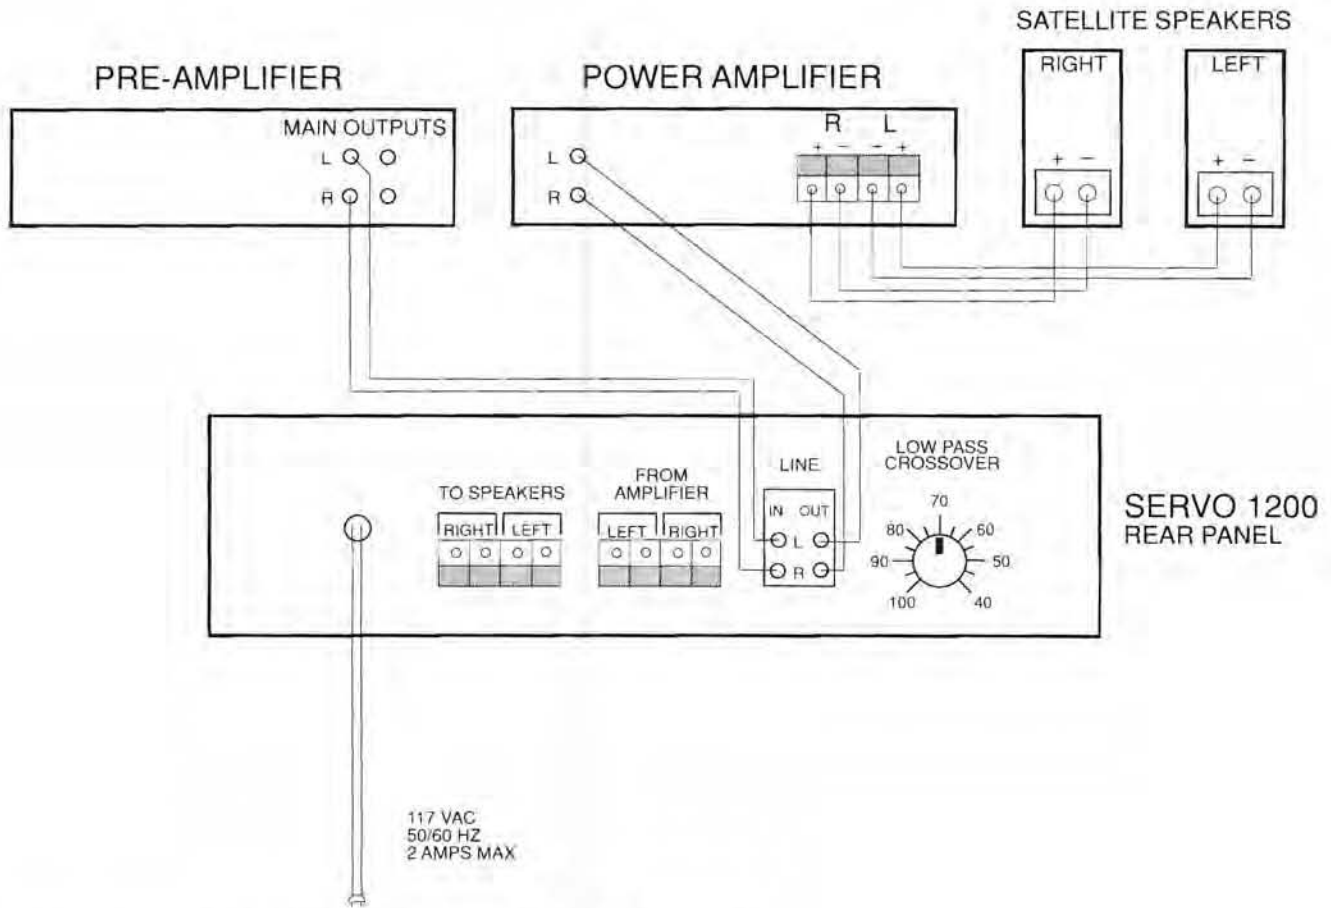 SATELLITE SPEAKERS
RIGHT LEFT
+ − + −
PRE-AMPLIFIER
MAIN OUTPUTS
L
R
POWER AMPLIFIER
L
R
R L
+ − − +
SERVO 1200
REAR PANEL
TO SPEAKERS
RIGHT LEFT
FROM
AMPLIFIER
LEFT RIGHT
LINE
IN OUT
L
R
LOW PASS
CROSSOVER
70
80 60
90 50
100 40
117 VAC
50/60 HZ
2 AMPS MAX